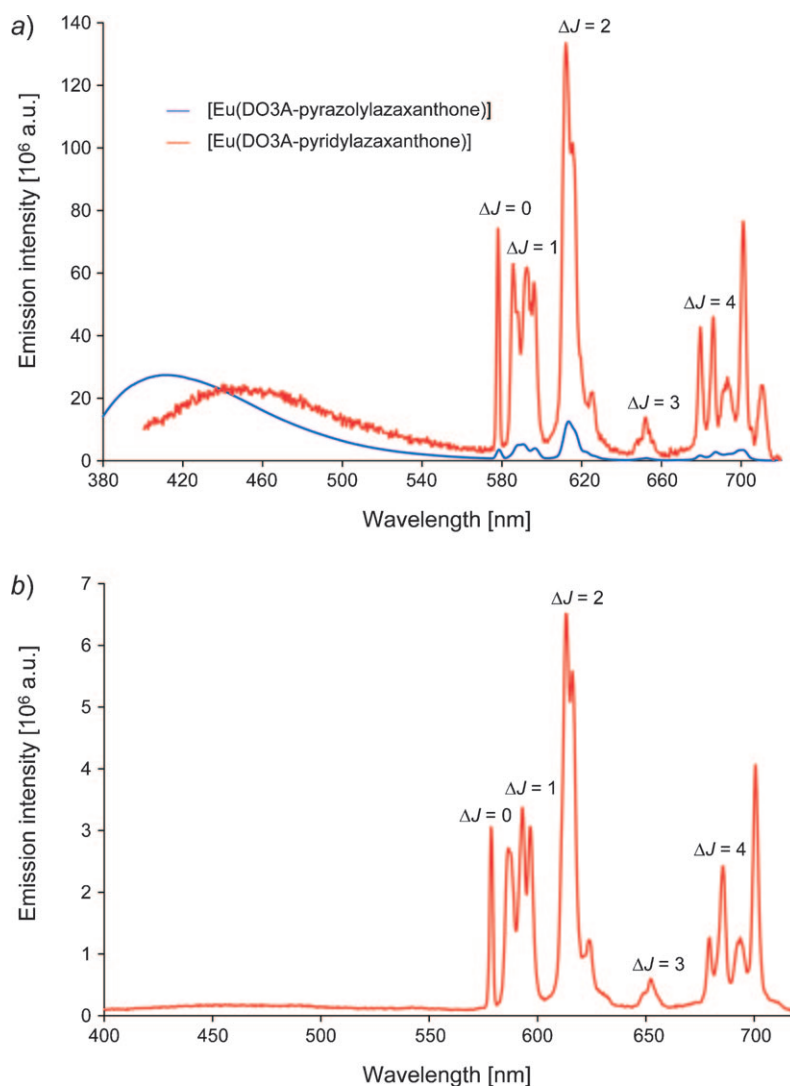 a)
Emission intensity [10⁶ a.u.]
140
120
100
80
60
40
20
0
[Eu(DO3A-pyrazolylazaxanthone)]
[Eu(DO3A-pyridylazaxanthone)]
ΔJ = 0
ΔJ = 1
ΔJ = 2
ΔJ = 3
ΔJ = 4
380 420 460 500 540 580 620 660 700
Wavelength [nm]
b)
Emission intensity [10⁶ a.u.]
7
6
5
4
3
2
1
0
ΔJ = 0
ΔJ = 1
ΔJ = 2
ΔJ = 3
ΔJ = 4
400 450 500 550 600 650 700
Wavelength [nm]